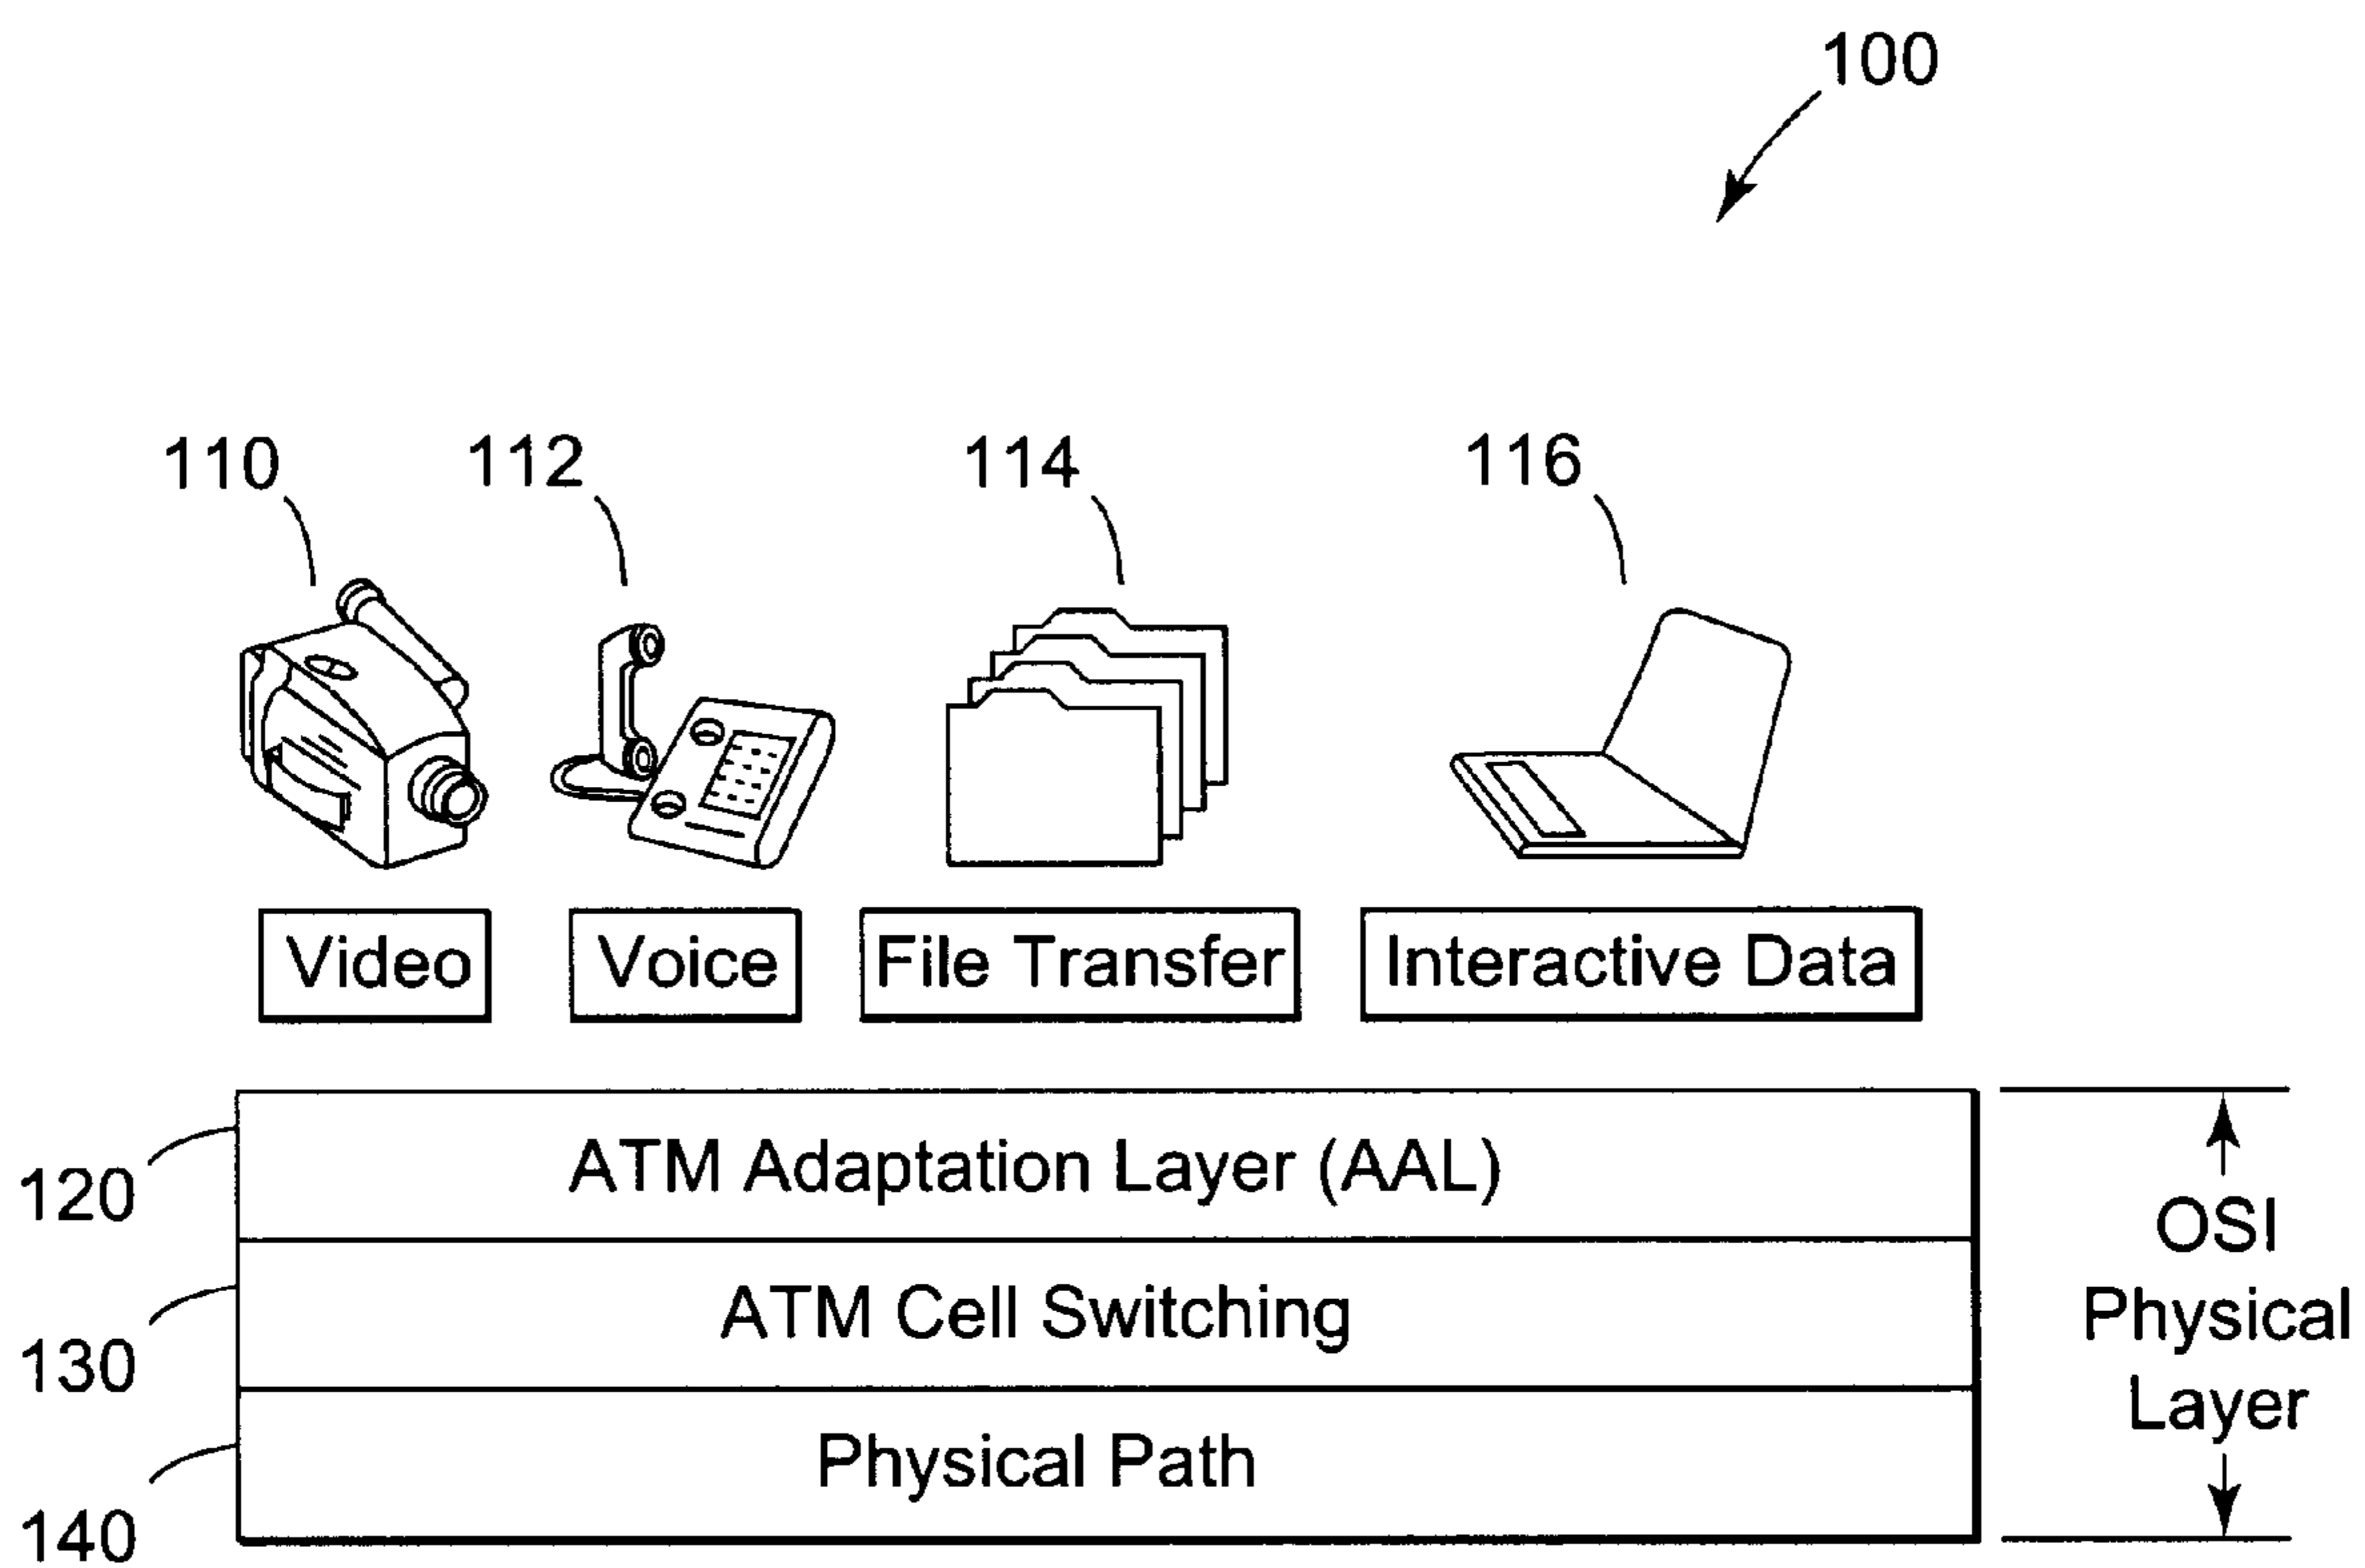 100
110
112
114
116
Video
Voice
File Transfer
Interactive Data
120
ATM Adaptation Layer (AAL)
130
ATM Cell Switching
140
Physical Path
OSI
Physical
Layer